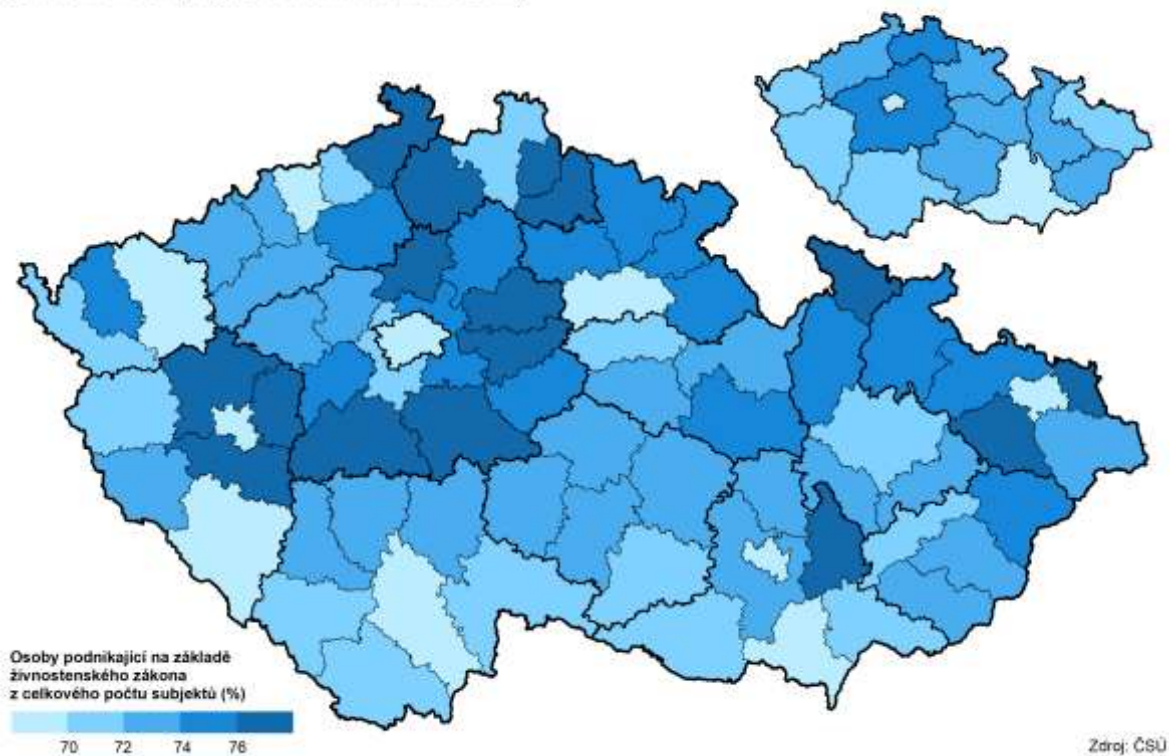 Osoby podnikající na základě
živnostenského zákona
z celkového počtu subjektů (%)
70 72 74 76
Zdroj: ČSÚ